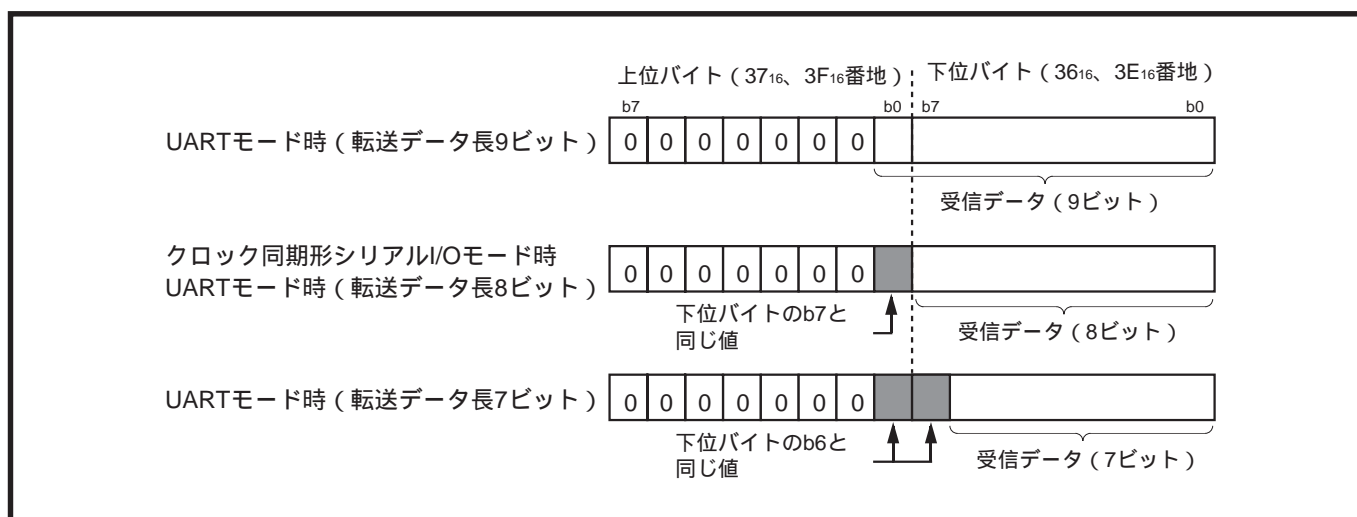 上位バイト（37₁₆、3F₁₆番地） 下位バイト（36₁₆、3E₁₆番地）
b7 b0 b7 b0
UARTモード時（転送データ長9ビット） 0 0 0 0 0 0 0
受信データ（9ビット）
クロック同期形シリアルI/Oモード時
UARTモード時（転送データ長8ビット） 0 0 0 0 0 0 0
下位バイトのb7と
同じ値
受信データ（8ビット）
UARTモード時（転送データ長7ビット） 0 0 0 0 0 0 0
下位バイトのb6と
同じ値
受信データ（7ビット）